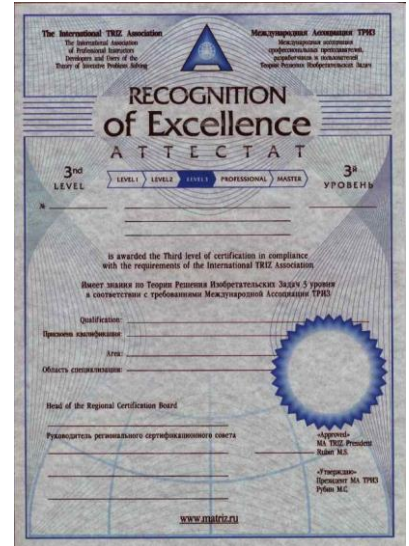 The International TRIZ Association
The International Association
of Professional Instructors
Developers and Users of the
Theory of Inventive Problem Solving
Международная Ассоциация ТРИЗ
Международная ассоциация
профессиональных преподавателей,
разработчиков и пользователей
Теории Решения Изобретательских Задач
RECOGNITION
of Excellence
ATTESTAT
3nd
LEVEL
LEVEL 1 LEVEL 2 LEVEL 3 PROFESSIONAL MASTER
3й
УРОВЕНЬ
№
is awarded the Third level of certification in compliance
with the requirements of the International TRIZ Association
Имеет знания по Теории Решения Изобретательских Задач 3 уровня
в соответствии с требованиями Международной Ассоциации ТРИЗ
Qualification:
Присвоена квалификация:
Area:
Область специализации:
Head of the Regional Certification Board
Руководитель регионального сертификационного совета
«Approved»
MA TRIZ President
Rubin M.S.
«Утверждаю»
Президент МА ТРИЗ
Рубин М.С.
www.matriz.ru